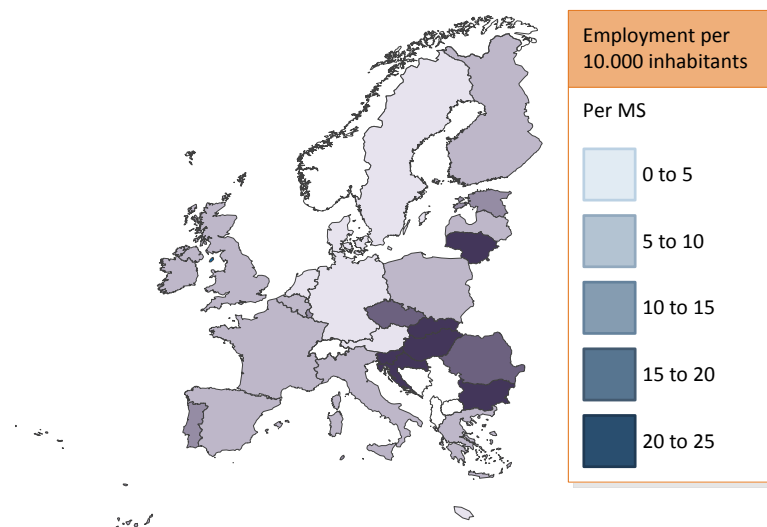 Employment per
10.000 inhabitants
Per MS
0 to 5
5 to 10
10 to 15
15 to 20
20 to 25